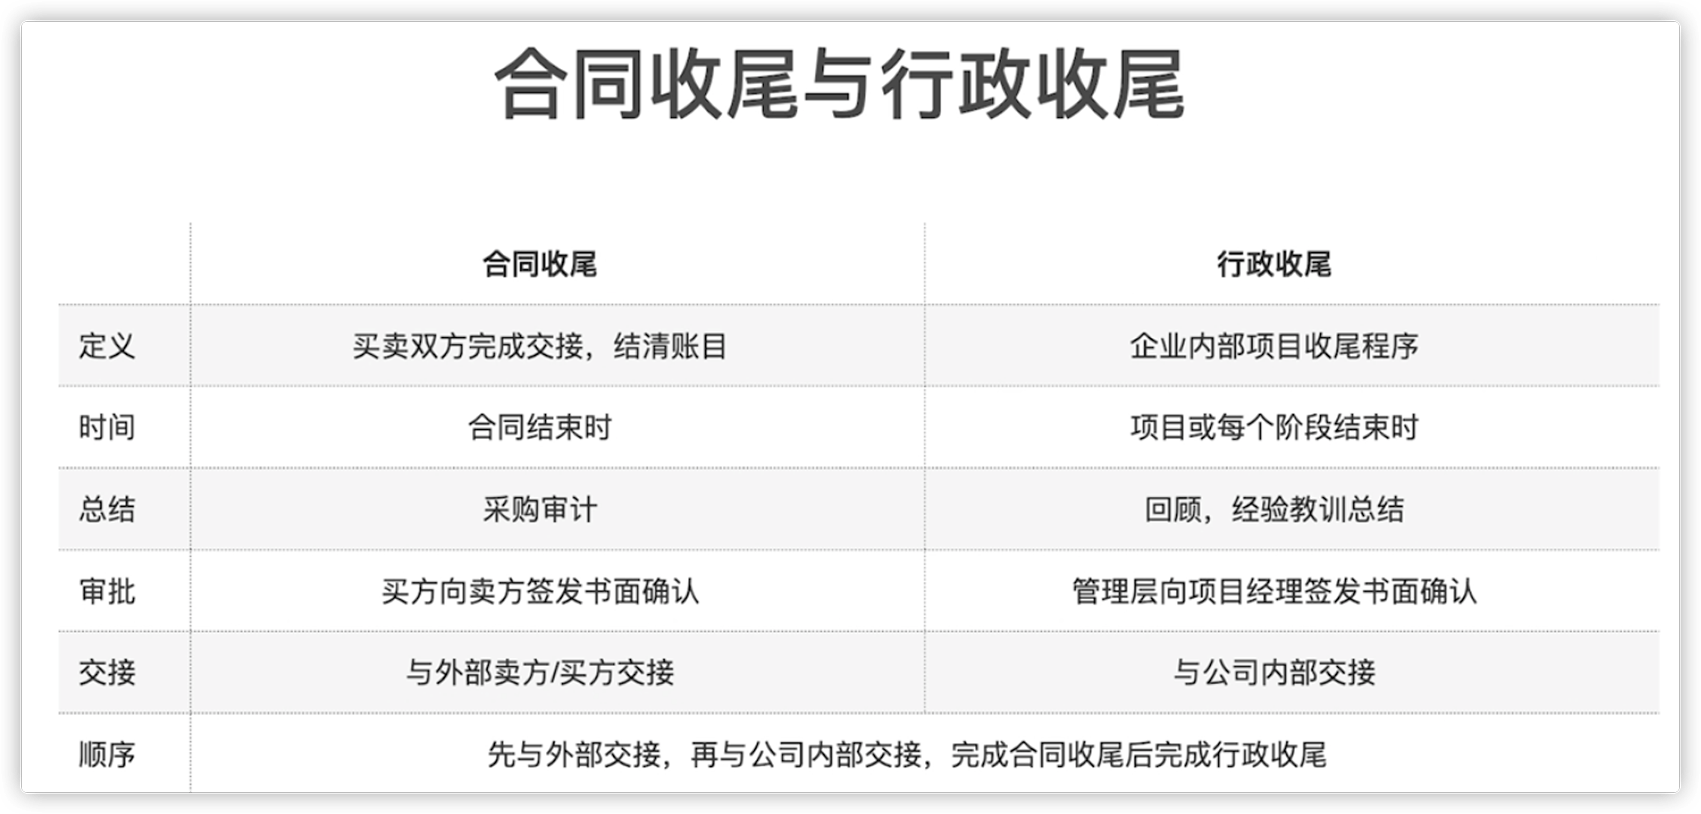 合同收尾与行政收尾
合同收尾 行政收尾
定义 买卖双方完成交接，结清账目 企业内部项目收尾程序
时间 合同结束时 项目或每个阶段结束时
总结 采购审计 回顾，经验教训总结
审批 买方向卖方签发书面确认 管理层向项目经理签发书面确认
交接 与外部卖方/买方交接 与公司内部交接
顺序 先与外部交接，再与公司内部交接，完成合同收尾后完成行政收尾